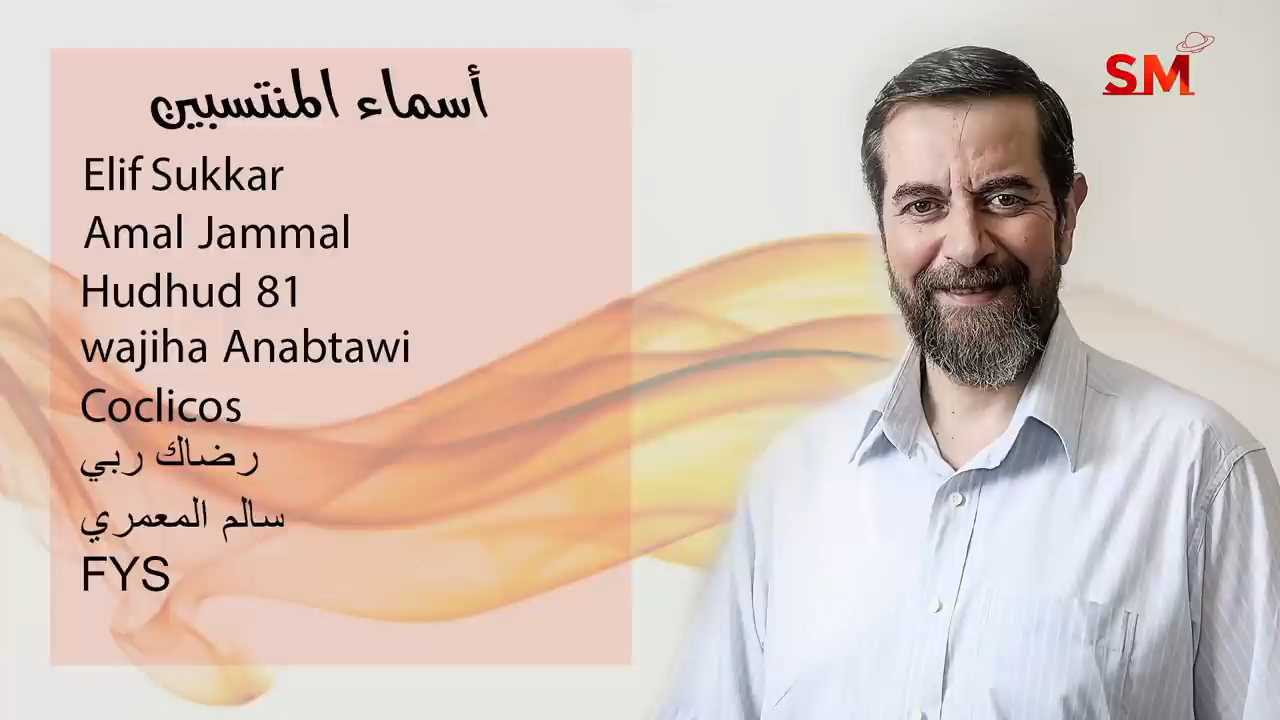 أسماء المنتسبين
Elif Sukkar
Amal Jammal
Hudhud 81
wajiha Anabtawi
Coclicos
رضاك ربي
سالم المعمري
FYS
SM